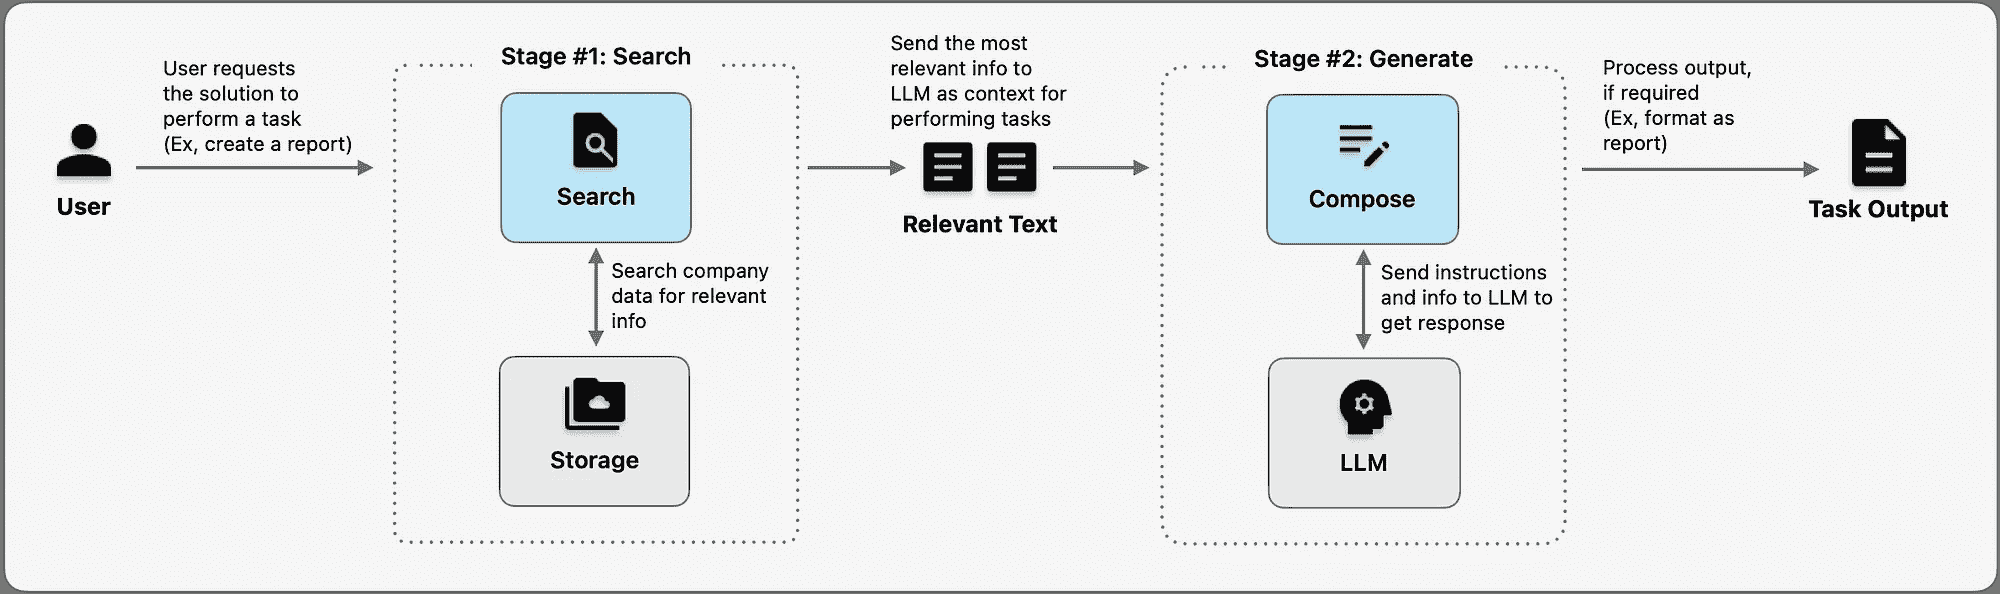 User requests
the solution to
perform a task
(Ex, create a report)
User
Stage #1: Search
Search
Search company
data for relevant
info
Storage
Send the most
relevant info to
LLM as context for
performing tasks
Relevant Text
Stage #2: Generate
Compose
Send instructions
and info to LLM to
get response
LLM
Process output,
if required
(Ex, format as
report)
Task Output